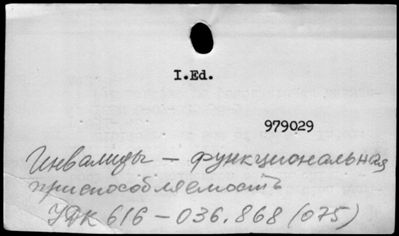 I.Ed.
979029
Инвалиды — функциональная
приспособляемость
УДК 616-036.868 (075)